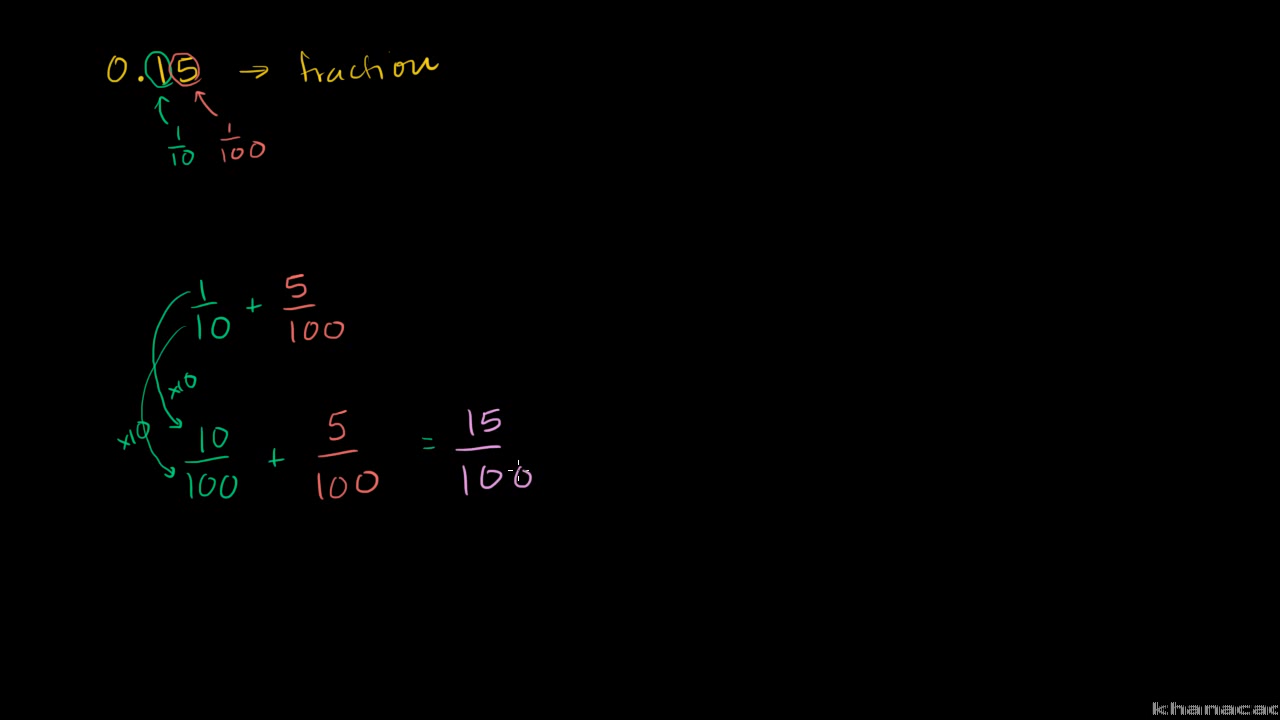 0.15 → fraction
1/10 1/100
1/10 + 5/100
×10
×10
10/100 + 5/100 = 15/100
khanacad